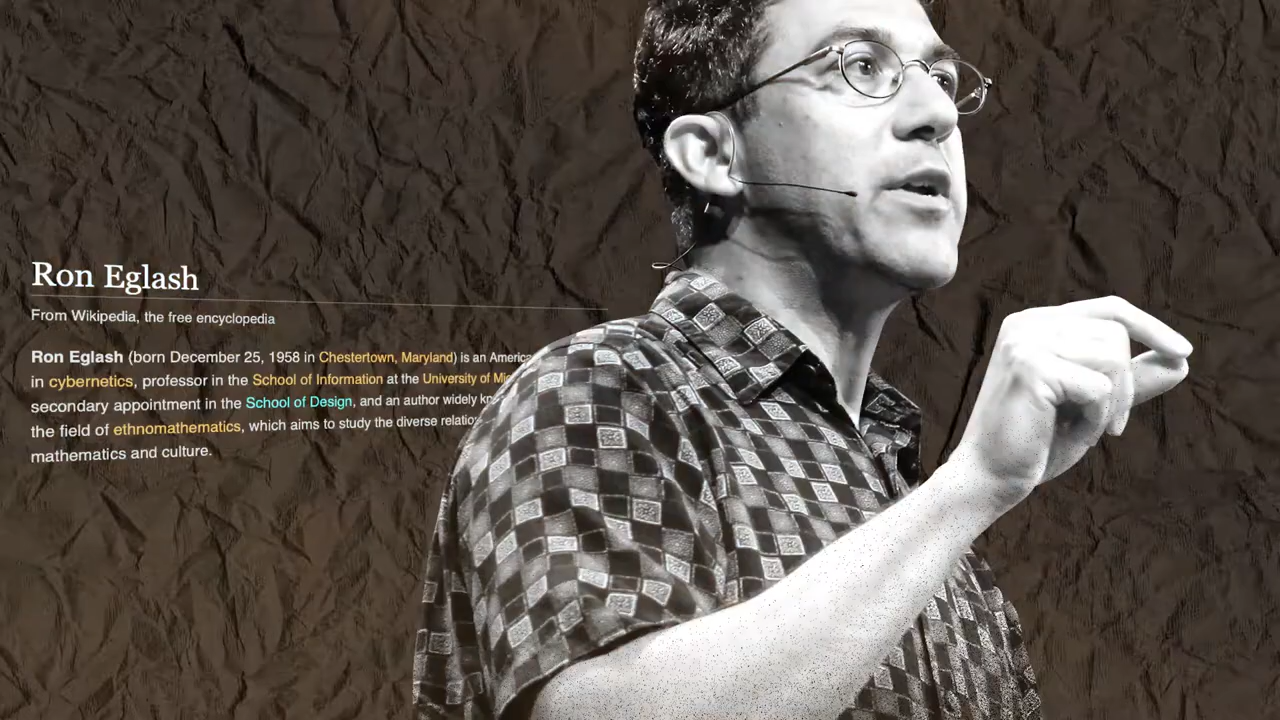 Ron Eglash
From Wikipedia, the free encyclopedia
Ron Eglash (born December 25, 1958 in Chestertown, Maryland) is an
in cybernetics, professor in the School of Information at the University of
secondary appointment in the School of Design, and an author widely
the field of ethnomathematics, which aims to study the diverse
mathematics and culture.